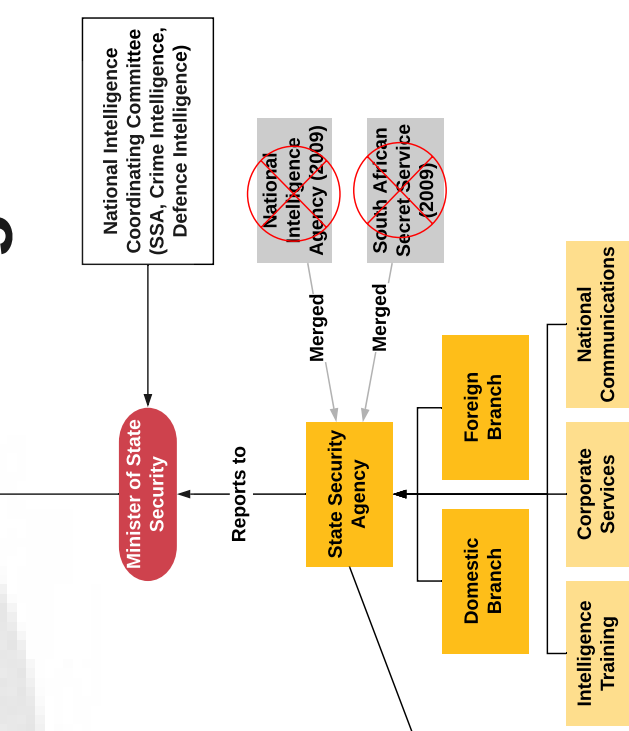 National Intelligence
Coordinating Committee
(SSA, Crime Intelligence,
Defence Intelligence)
National
Intelligence
Agency (2009)
South African
Secret Service
(2009)
Merged
Merged
Minister of State
Security
Reports to
State Security
Agency
Foreign
Branch
Domestic
Branch
National
Communications
Corporate
Services
Intelligence
Training